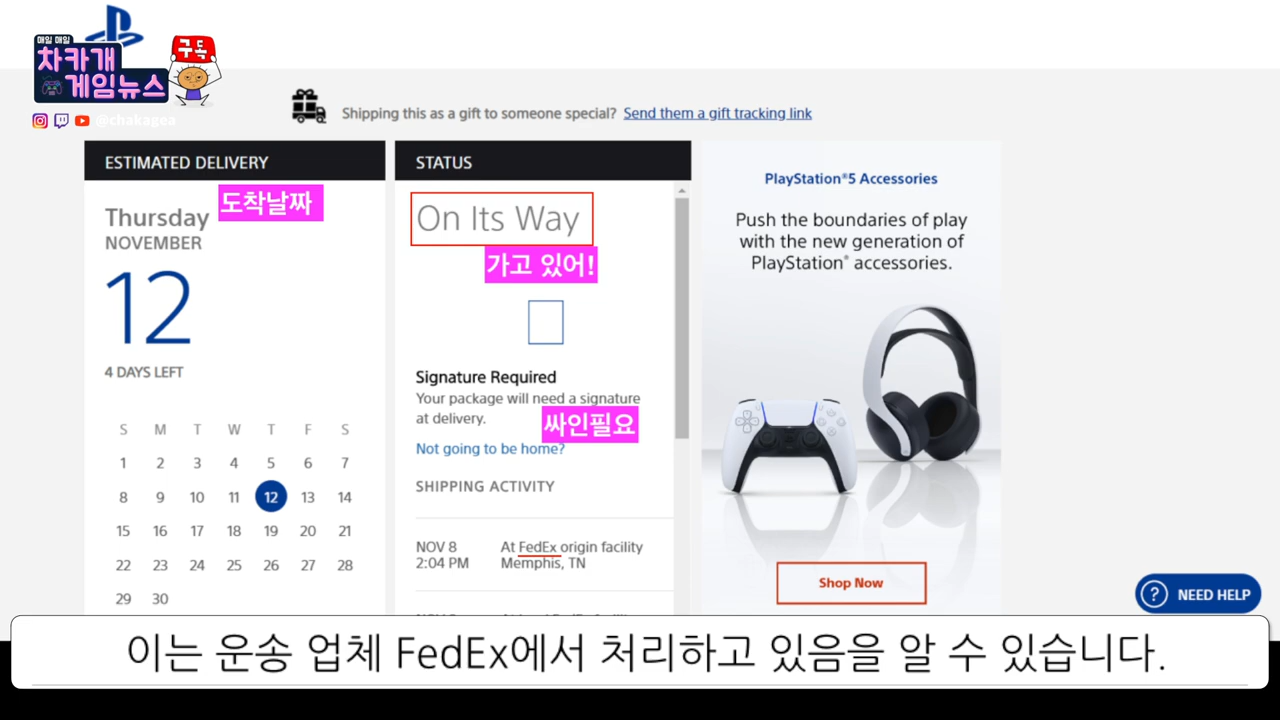 매일 매일
차카개
게임뉴스
구독
@chakagea
Shipping this as a gift to someone special? Send them a gift tracking link
ESTIMATED DELIVERY
도착날짜
Thursday
NOVEMBER
12
4 DAYS LEFT
S M T W T F S
1 2 3 4 5 6 7
8 9 10 11 12 13 14
15 16 17 18 19 20 21
22 23 24 25 26 27 28
29 30
STATUS
On Its Way
가고 있어!
Signature Required
Your package will need a signature
at delivery.
싸인필요
Not going to be home?
SHIPPING ACTIVITY
NOV 8 At FedEx origin facility
2:04 PM Memphis, TN
PlayStation®5 Accessories
Push the boundaries of play
with the new generation of
PlayStation® accessories.
Shop Now
? NEED HELP
이는 운송 업체 FedEx에서 처리하고 있음을 알 수 있습니다.